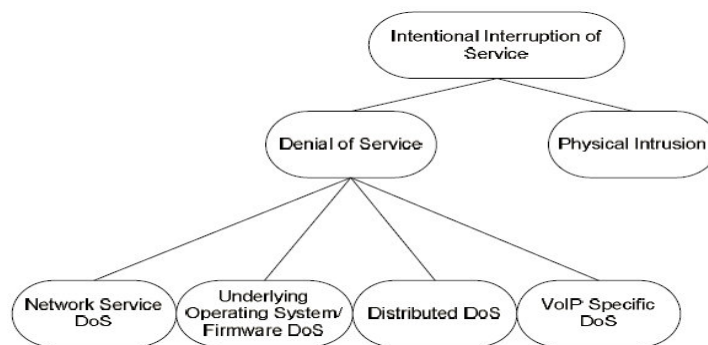 Intentional Interruption of
Service
Denial of Service
Physical Intrusion
Network Service
DoS
Underlying
Operating System/
Firmware DoS
Distributed DoS
VoIP Specific
DoS